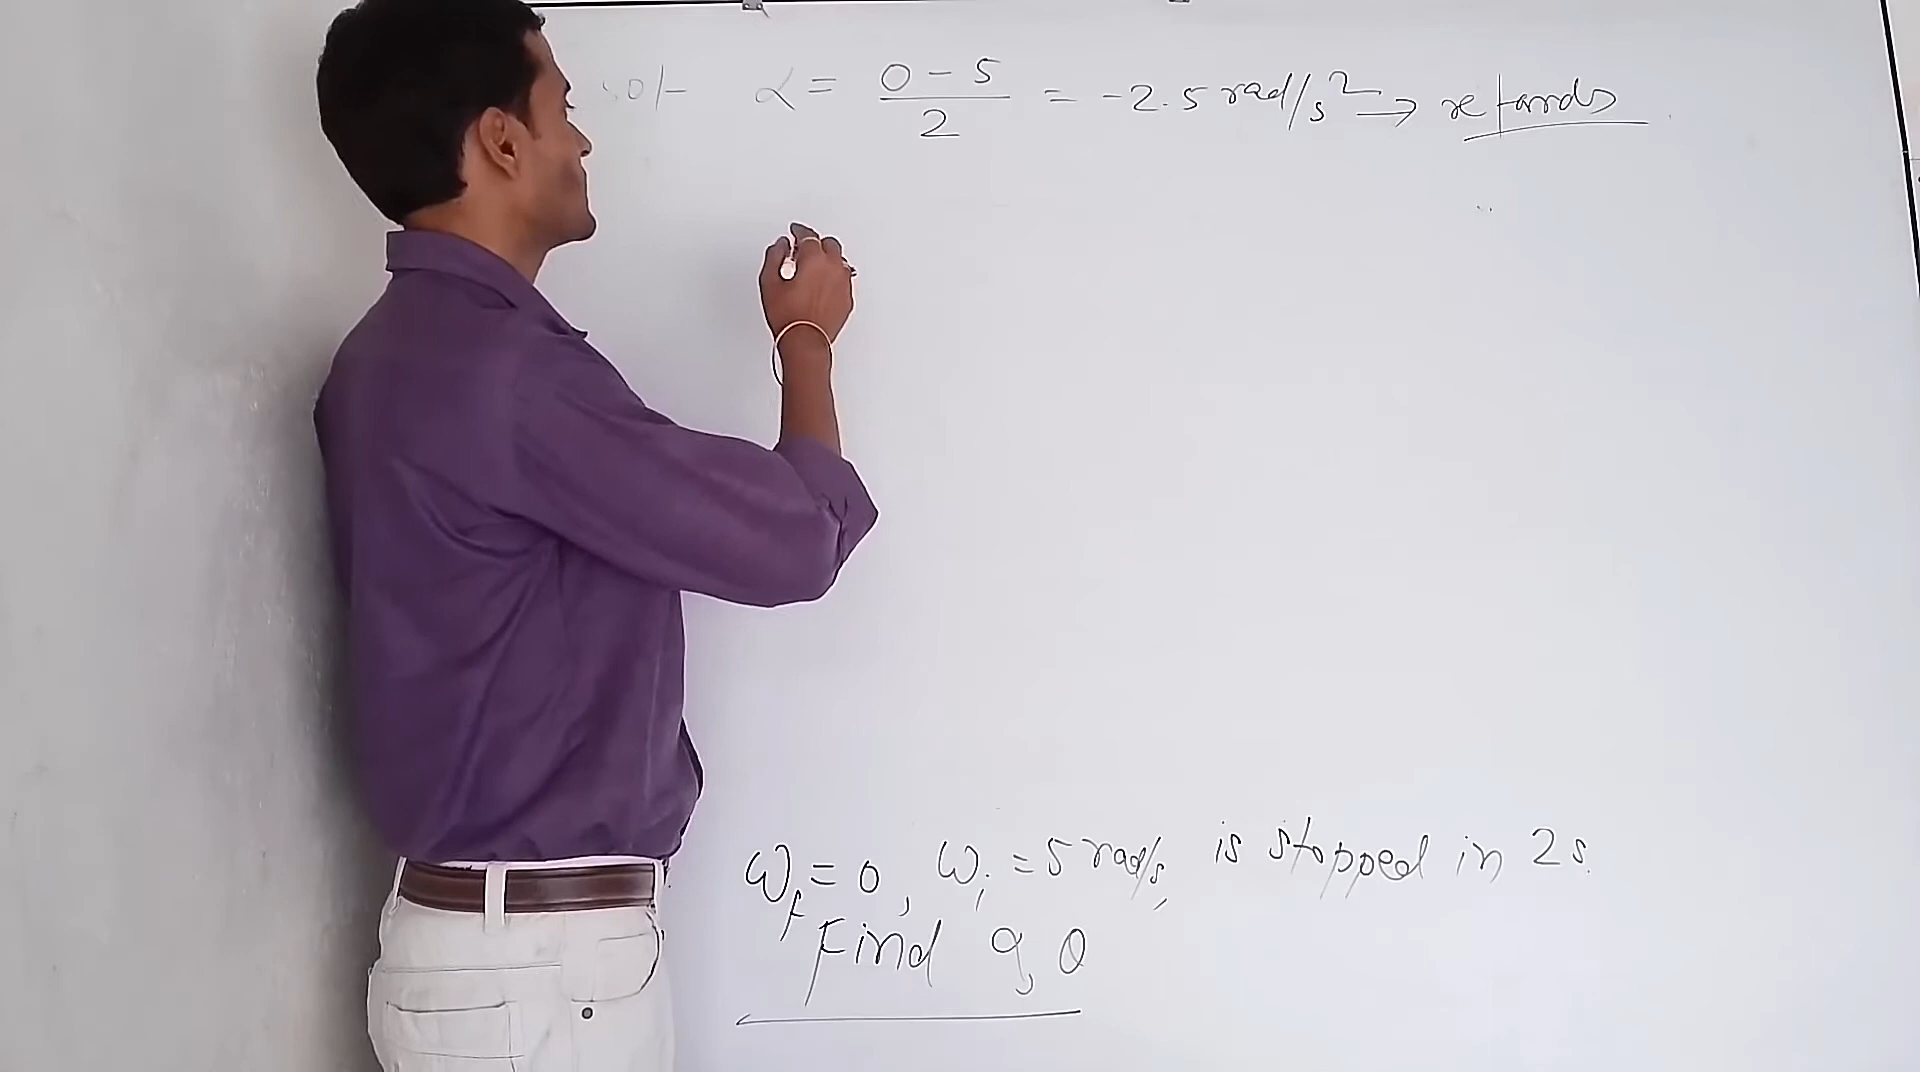 sol- α = 0 - 5 / 2 = -2.5 rad/s² → retards
ω_f = 0, ω_i = 5 rad/s, is stopped in 2s.
Find α, θ